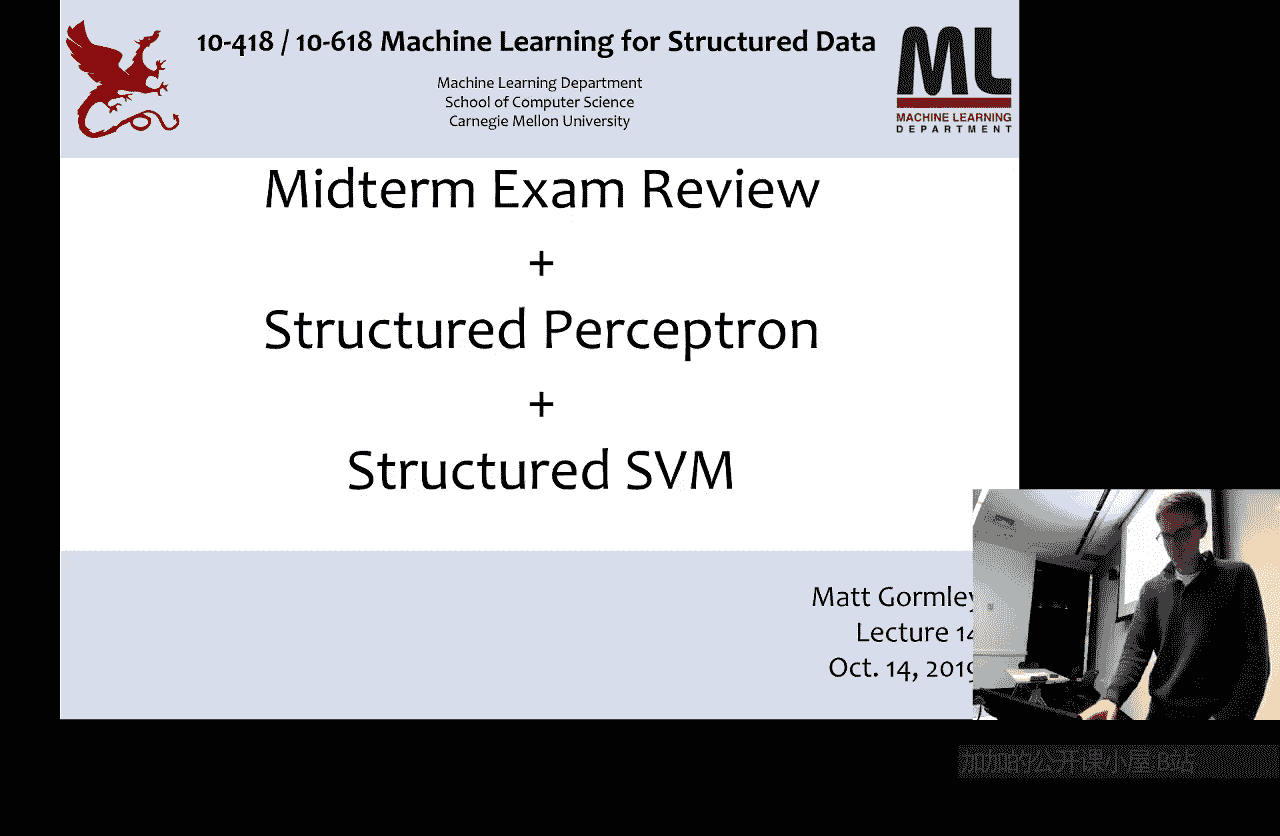 10-418 / 10-618 Machine Learning for Structured Data
Machine Learning Department
School of Computer Science
Carnegie Mellon University
ML
MACHINE LEARNING
DEPARTMENT
Midterm Exam Review
+
Structured Perceptron
+
Structured SVM
Matt Gormley
Lecture 14
Oct. 14, 2019
加加的公开课小屋 B站